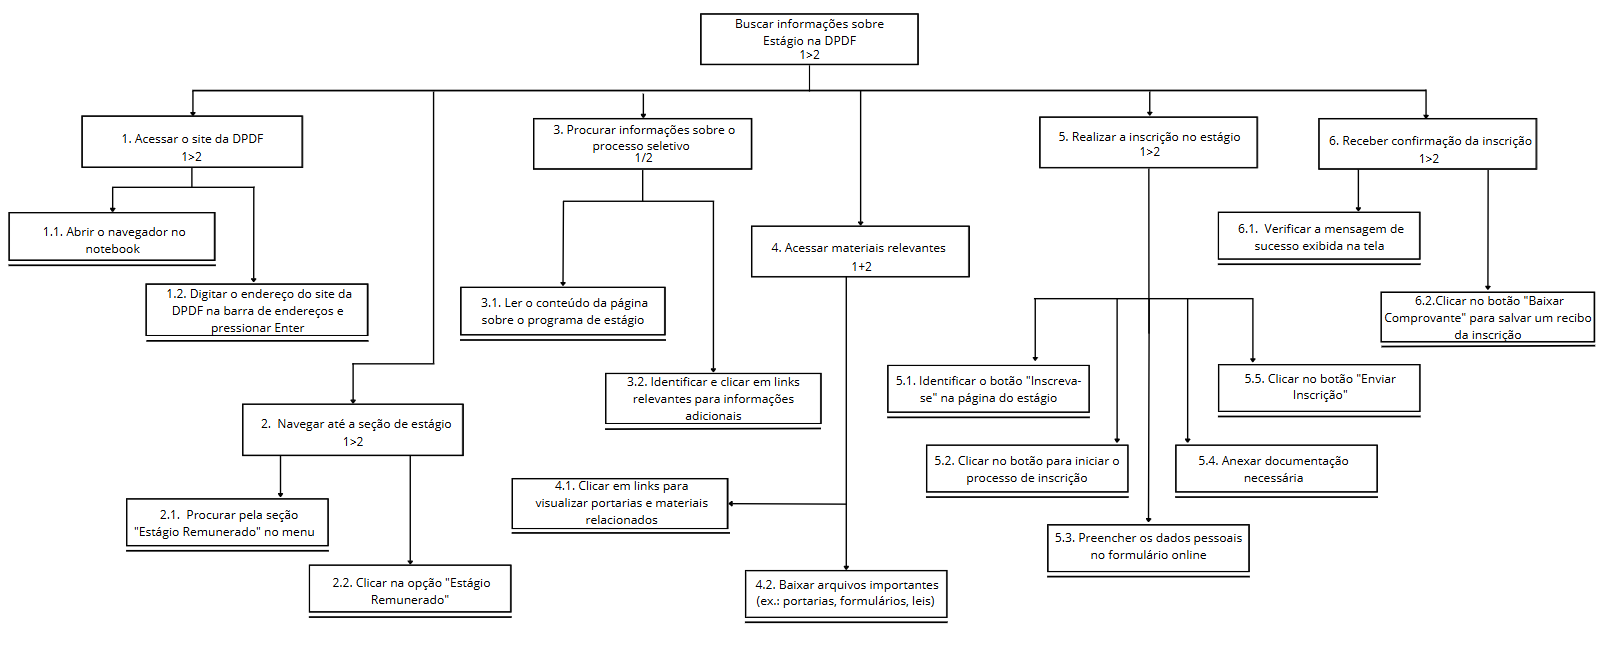 Buscar informações sobre
Estágio na DPDF
1>2
1. Acessar o site da DPDF
1>2
1.1. Abrir o navegador no
notebook
1.2. Digitar o endereço do site da
DPDF na barra de endereços e
pressionar Enter
2. Navegar até a seção de estágio
1>2
2.1. Procurar pela seção
"Estágio Remunerado" no menu
2.2. Clicar na opção "Estágio
Remunerado"
3. Procurar informações sobre o
processo seletivo
1/2
3.1. Ler o conteúdo da página
sobre o programa de estágio
3.2. Identificar e clicar em links
relevantes para informações
adicionais
4. Acessar materiais relevantes
1+2
4.1. Clicar em links para
visualizar portarias e materiais
relacionados
4.2. Baixar arquivos importantes
(ex.: portarias, formulários, leis)
5. Realizar a inscrição no estágio
1>2
5.1. Identificar o botão "Inscreva-
se" na página do estágio
5.2. Clicar no botão para iniciar o
processo de inscrição
5.3. Preencher os dados pessoais
no formulário online
5.4. Anexar documentação
necessária
5.5. Clicar no botão "Enviar
Inscrição"
6. Receber confirmação da inscrição
1>2
6.1. Verificar a mensagem de
sucesso exibida na tela
6.2.Clicar no botão "Baixar
Comprovante" para salvar um recibo
da inscrição